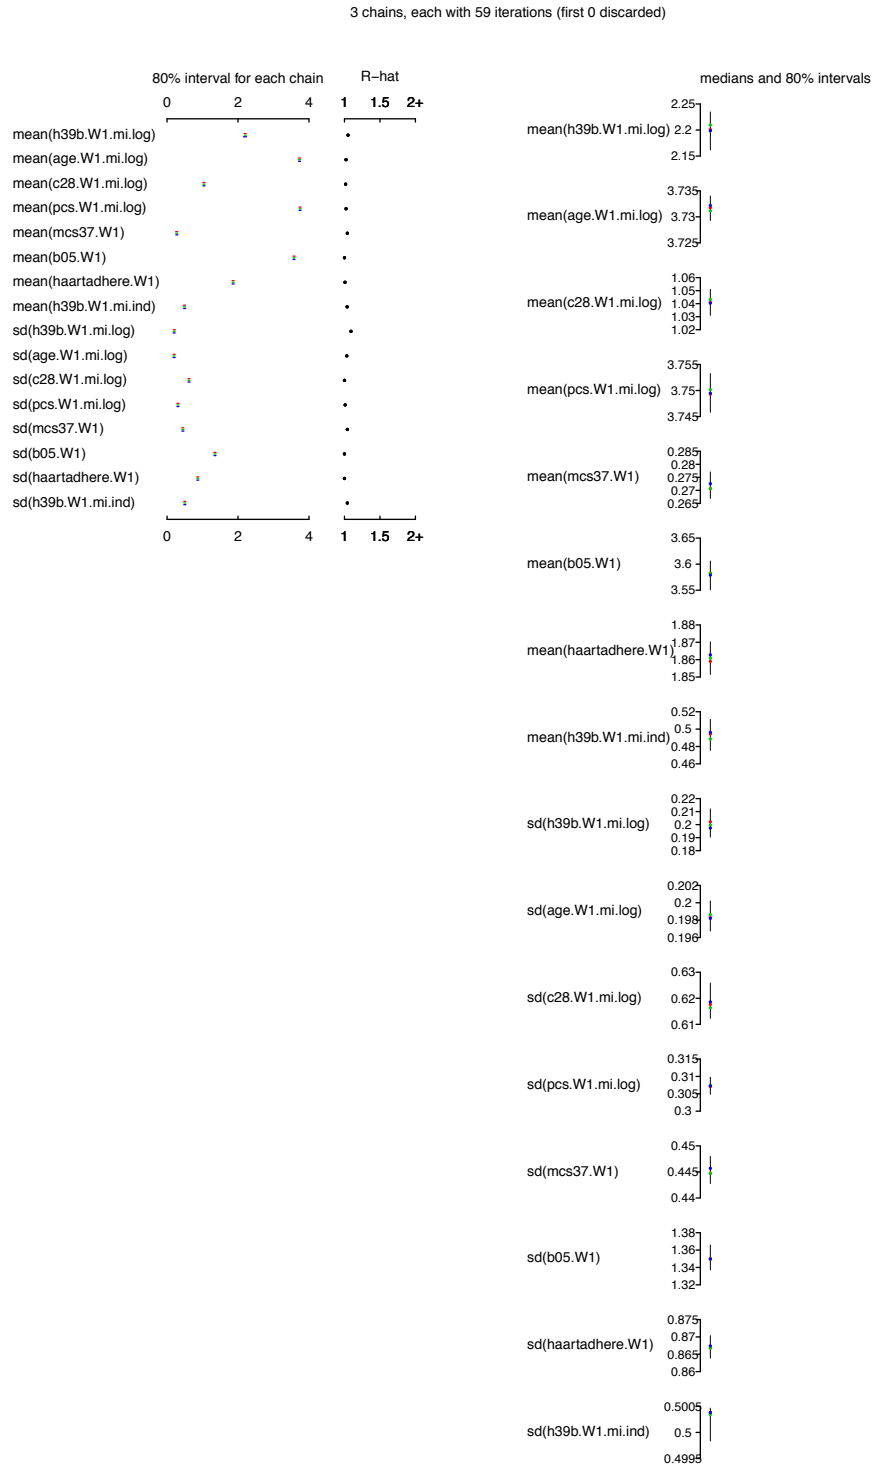 3 chains, each with 59 iterations (first 0 discarded)
80% interval for each chain R−hat
0 2 4 1 1.5 2+
mean(h39b.W1.mi.log)
mean(age.W1.mi.log)
mean(c28.W1.mi.log)
mean(pcs.W1.mi.log)
mean(mcs37.W1)
mean(b05.W1)
mean(haartadhere.W1)
mean(h39b.W1.mi.ind)
sd(h39b.W1.mi.log)
sd(age.W1.mi.log)
sd(c28.W1.mi.log)
sd(pcs.W1.mi.log)
sd(mcs37.W1)
sd(b05.W1)
sd(haartadhere.W1)
sd(h39b.W1.mi.ind)
0 2 4 1 1.5 2+
medians and 80% intervals
2.25
mean(h39b.W1.mi.log) 2.2
2.15
3.735
mean(age.W1.mi.log) 3.73
3.725
1.06
1.05
mean(c28.W1.mi.log) 1.04
1.03
1.02
3.755
mean(pcs.W1.mi.log) 3.75
3.745
0.285
0.28
mean(mcs37.W1) 0.275
0.27
0.265
3.65
mean(b05.W1) 3.6
3.55
1.88
1.87
mean(haartadhere.W1)
1.86
1.85
0.52
0.5
mean(h39b.W1.mi.ind)
0.48
0.46
0.22
0.21
sd(h39b.W1.mi.log) 0.2
0.19
0.18
0.202
0.2
sd(age.W1.mi.log)
0.198
0.196
0.63
sd(c28.W1.mi.log) 0.62
0.61
0.315
0.31
sd(pcs.W1.mi.log)
0.305
0.3
0.45
sd(mcs37.W1) 0.445
0.44
1.38
1.36
sd(b05.W1)
1.34
1.32
0.875
0.87
sd(haartadhere.W1)
0.865
0.86
0.5005
sd(h39b.W1.mi.ind) 0.5
0.4995